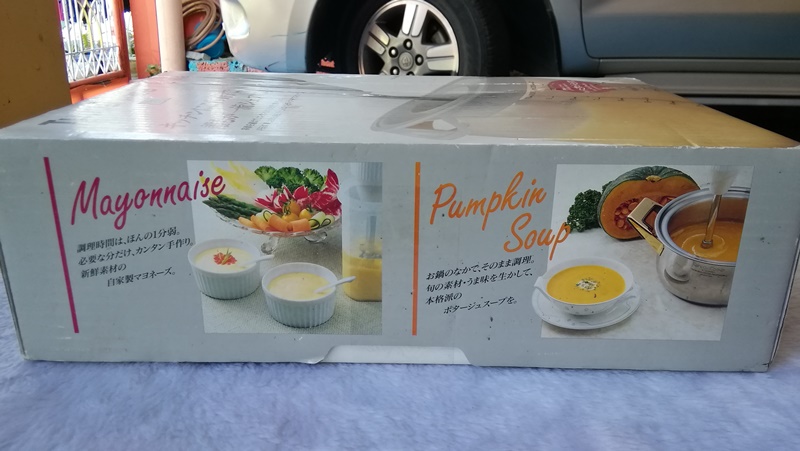 Mayonnaise
調理時間は、ほんの1分弱。
必要な分だけ、カンタン手作り。
新鮮素材の
自家製マヨネーズ。
Pumpkin
Soup
お鍋のなかで、そのまま調理。
旬の素材・うま味を生かして、
本格派の
ポタージュスープを。